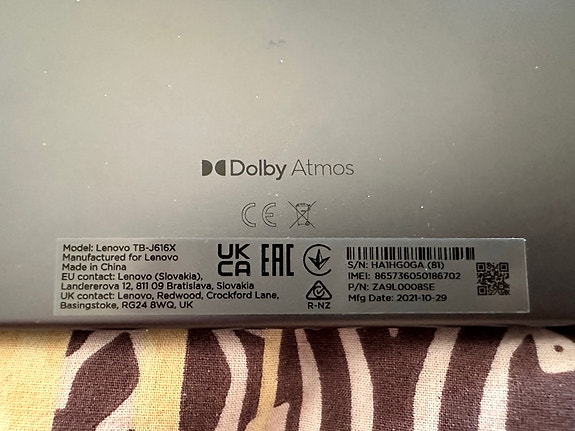 Dolby Atmos
CE
Model: Lenovo TB-J616X
Manufactured for Lenovo
Made in China
EU contact: Lenovo (Slovakia),
Landererova 12, 811 09 Bratislava, Slovakia
UK contact: Lenovo, Redwood, Crockford Lane,
Basingstoke, RG24 8WQ, UK
UK
CA
EAC
R-NZ
S/N: HA1HG0GA (81)
IMEI: 865736050186702
P/N: ZA9L0008SE
Mfg Date: 2021-10-29